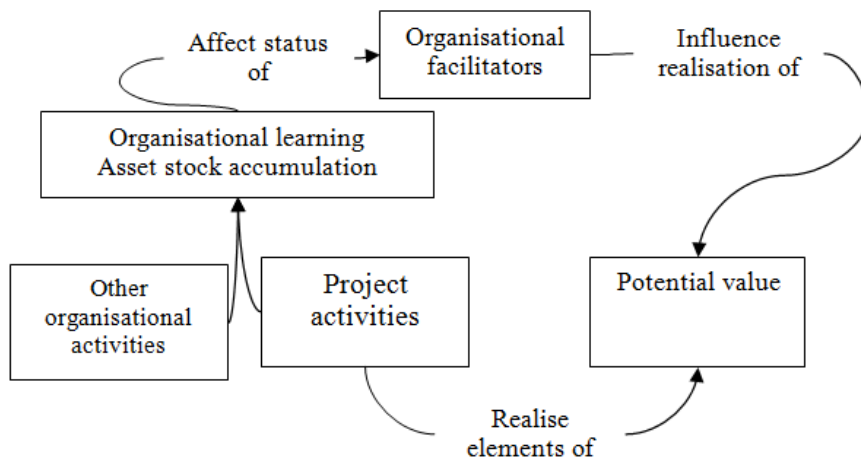 Affect status
of
Organisational
facilitators
Influence
realisation of
Organisational learning
Asset stock accumulation
Other
organisational
activities
Project
activities
Potential value
Realise
elements of